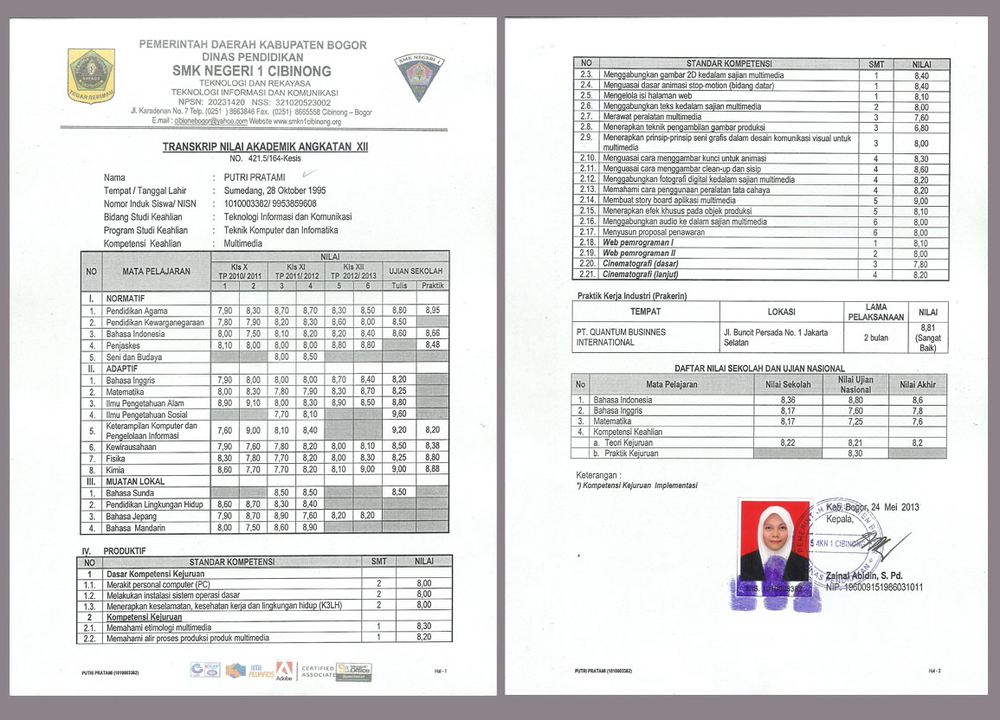 PEMERINTAH DAERAH KABUPATEN BOGOR
DINAS PENDIDIKAN
SMK NEGERI 1 CIBINONG
TEKNOLOGI DAN REKAYASA
TEKNOLOGI INFORMASI DAN KOMUNIKASI
NPSN: 20231420 NSS: 321020523002
Jl. Karadenan No. 7 Telp. (0251 ) 8663846 Fax. (0251) 8665558 Cibinong – Bogor
E.mail : cibionebogor@yahoo.com Website www.smkn1cibinong.org
TEGAR BERIMAN
SMK NEGERI 1
TRANSKRIP NILAI AKADEMIK ANGKATAN XII
NO. 421.5/164-Kesis
Nama : PUTRI PRATAMI
Tempat / Tanggal Lahir : Sumedang, 28 Oktober 1995
Nomor Induk Siswa/ NISN : 1010003382/ 9953859608
Bidang Studi Keahlian : Teknologi Informasi dan Komunikasi
Program Studi Keahlian : Teknik Komputer dan Infomatika
Kompetensi Keahlian : Multimedia
NO MATA PELAJARAN NILAI
Kls X TP 2010/ 2011 Kls XI TP 2011/ 2012 Kls XII TP 2012/ 2013 UJIAN SEKOLAH
1 2 3 4 5 6 Tulis Praktik
I. NORMATIF
1. Pendidikan Agama 7,90 8,30 8,70 8,70 8,30 8,50 8,80 8,95
2. Pendidikan Kewarganegaraan 7,80 7,90 8,20 8,30 8,60 8,00 8,50
3. Bahasa Indonesia 8,00 7,50 8,10 8,20 8,20 8,40 8,60 8,66
4. Penjaskes 8,10 8,00 8,00 8,00 8,80 8,80 8,48
5. Seni dan Budaya 8,00 8,50
II. ADAPTIF
1. Bahasa Inggris 7,90 8,00 8,00 8,00 8,70 8,40 8,20
2. Matematika 8,00 8,30 7,80 7,90 8,30 8,70 8,25
3. Ilmu Pengetahuan Alam 8,90 9,10 8,00 8,30 8,90 8,50 8,80
4. Ilmu Pengetahuan Sosial 7,70 8,10 9,60
5. Keterampilan Komputer dan Pengelolaan Informasi 7,60 9,00 8,10 8,40 9,20 8,20
6. Kewirausahaan 7,90 7,60 7,80 8,20 8,00 8,10 8,50 8,38
7. Fisika 8,30 7,80 7,70 8,20 8,00 8,30 8,25 8,80
8. Kimia 8,60 7,70 7,70 8,20 8,10 9,00 9,00 8,88
III. MUATAN LOKAL
1. Bahasa Sunda 8,50 8,50 8,50
2. Pendidikan Lingkungan Hidup 8,60 8,70 8,30 8,40
3. Bahasa Jepang 7,90 8,70 8,90 7,60 8,20 8,20
4. Bahasa Mandarin 8,00 7,50 8,60 8,90
IV. PRODUKTIF
NO STANDAR KOMPETENSI SMT NILAI
1 Dasar Kompetensi Kejuruan
1.1. Merakit personal computer (PC) 2 8,00
1.2. Melakukan instalasi sistem operasi dasar 2 8,00
1.3. Menerapkan keselamatan, kesehatan kerja dan lingkungan hidup (K3LH) 2 8,00
2 Kompetensi Kejuruan
2.1. Memahami etimologi multimedia 1 8,30
2.2. Memahami alir proses produksi produk multimedia 1 8,20
PUTRI PRATAMI (1010003382)
AWARDS Adobe CERTIFIED ASSOCIATE Microsoft Office
Hal - 1
NO STANDAR KOMPETENSI SMT NILAI
2.3. Menggabungkan gambar 2D kedalam sajian multimedia 1 8,40
2.4. Menguasai dasar animasi stop-motion (bidang datar) 1 8,40
2.5. Mengelola isi halaman web 1 8,10
2.6. Menggabungkan teks kedalam sajian multimedia 2 8,00
2.7. Merawat peralatan multimedia 3 7,60
2.8. Menerapkan teknik pengambilan gambar produksi 3 6,80
2.9. Menerapkan prinsip-prinsip seni grafis dalam desain komunikasi visual untuk multimedia 3 8,00
2.10. Menguasai cara menggambar kunci untuk animasi 4 8,30
2.11. Menguasai cara menggambar clean-up dan sisip 4 8,60
2.12. Menggabungkan fotografi digital kedalam sajian multimedia 4 8,20
2.13. Memahami cara penggunaan peralatan tata cahaya 4 8,20
2.14. Membuat story board aplikasi multimedia 5 9,00
2.15. Menerapkan efek khusus pada objek produksi 5 8,10
2.16. Menggabungkan audio ke dalam sajian multimedia 6 8,00
2.17. Menyusun proposal penawaran 6 8,00
2.18. Web pemrograman I 1 8,10
2.19. Web pemrograman II 2 8,00
2.20. Cinematografi (dasar) 3 7,80
2.21. Cinematografi (lanjut) 4 8,20
Praktik Kerja Industri (Prakerin)
TEMPAT LOKASI LAMA PELAKSANAAN NILAI
PT. QUANTUM BUSINNES INTERNATIONAL Jl. Buncit Persada No. 1 Jakarta Selatan 2 bulan 8,81 (Sangat Baik)
DAFTAR NILAI SEKOLAH DAN UJIAN NASIONAL
No Mata Pelajaran Nilai Sekolah Nilai Ujian Nasional Nilai Akhir
1. Bahasa Indonesia 8,36 8,80 8,6
2. Bahasa Inggris 8,17 7,60 7,8
3. Matematika 8,17 7,25 7,6
4. Kompetensi Keahlian
a. Teori Kejuruan 8,22 8,21 8,2
b. Praktik Kejuruan 8,30
Keterangan :
*) Kompetensi Kejuruan Implementasi
Kab. Bogor, 24 Mei 2013
Kepala,
Zainal Abidin, S. Pd.
NIP. 196009151986031011
NIS. 1010003382
PUTRI PRATAMI (1010003382)
Hal - 2